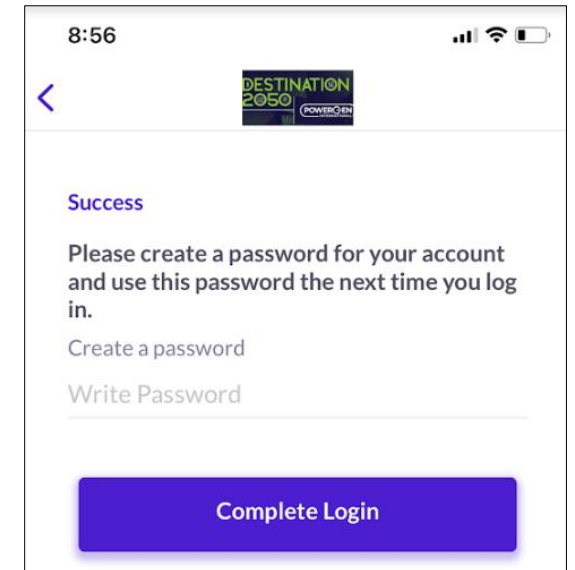 8:56
DESTINATION
2050
POWERGEN
INTERNATIONAL
Success
Please create a password for your account
and use this password the next time you log
in.
Create a password
Write Password
Complete Login